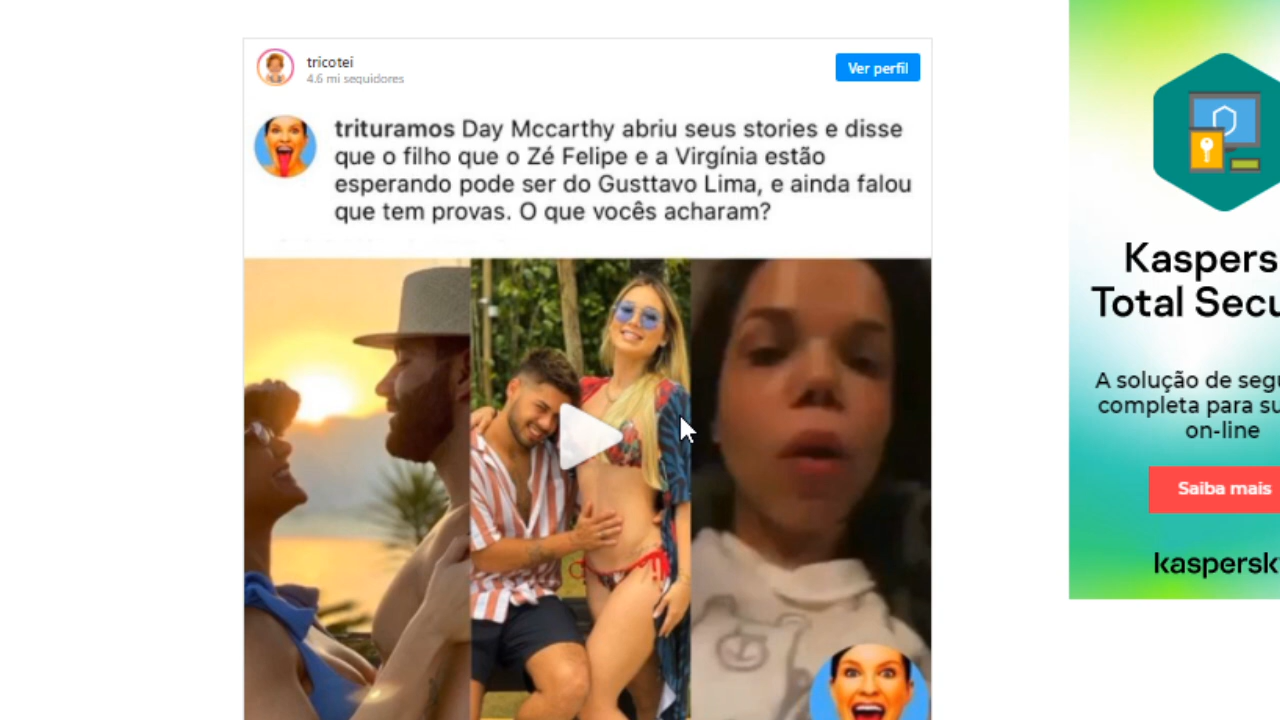 tricotei
4.6 mi seguidores
Ver perfil
trituramos Day Mccarthy abriu seus stories e disse
que o filho que o Zé Felipe e a Virgínia estão
esperando pode ser do Gusttavo Lima, e ainda falou
que tem provas. O que vocês acharam?
Kaspers
Total Secu
A solução de segu
completa para su
on-line
Saiba mais
kaspersk